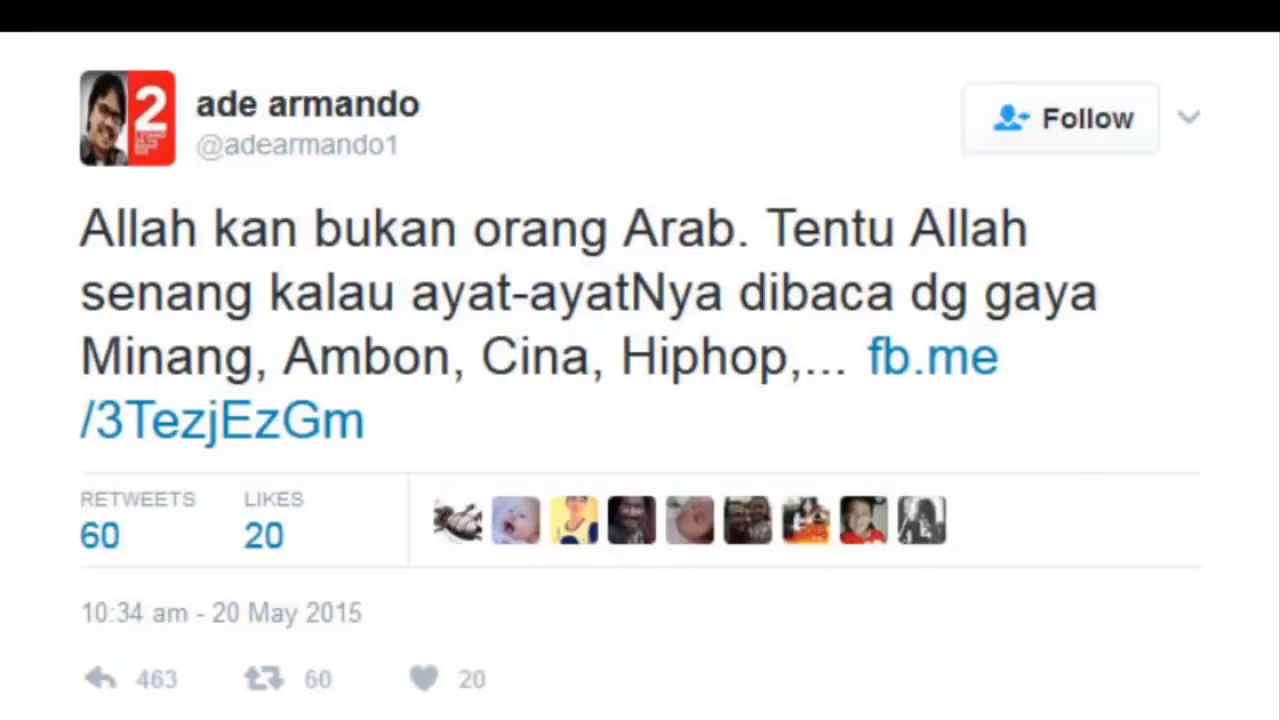 2
ade armando
@adearmando1
Follow
Allah kan bukan orang Arab. Tentu Allah
senang kalau ayat-ayatNya dibaca dg gaya
Minang, Ambon, Cina, Hiphop,... fb.me
/3TezjEzGm
RETWEETS LIKES
60 20
10:34 am - 20 May 2015
463 60 20